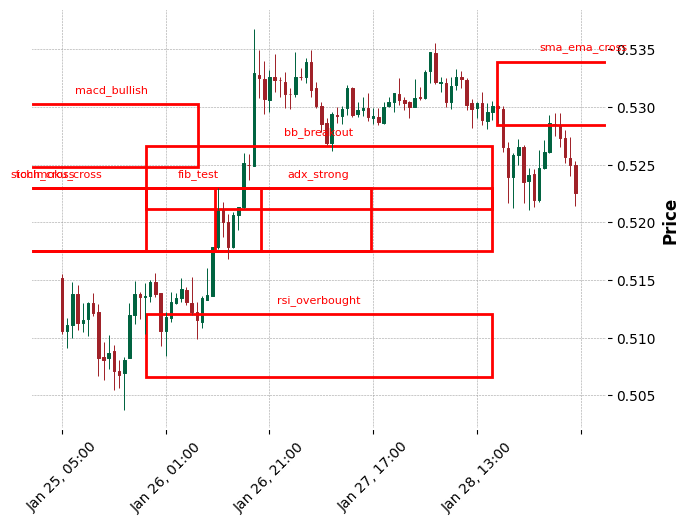 sma_ema_cross
0.535
macd_bullish
0.530
bb_breakout
0.525
fib_test
adx_strong
0.520
Price
0.515
rsi_overbought
0.510
0.505
Jan 25, 05:00
Jan 26, 01:00
Jan 26, 21:00
Jan 27, 17:00
Jan 28, 13:00